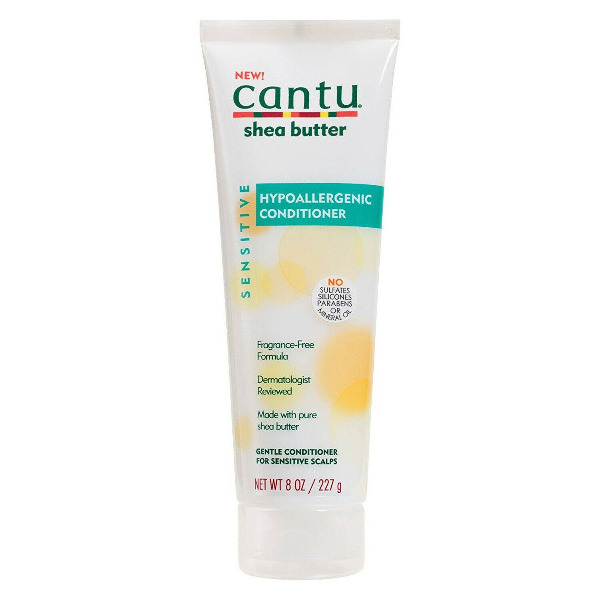 NEW!
cantu®
shea butter
SENSITIVE
HYPOALLERGENIC
CONDITIONER
NO
SULFATES
SILICONES
PARABENS
OR
MINERAL OIL
Fragrance-Free
Formula
Dermatologist
Reviewed
Made with pure
shea butter
GENTLE CONDITIONER
FOR SENSITIVE SCALPS
NET WT 8 OZ / 227 g